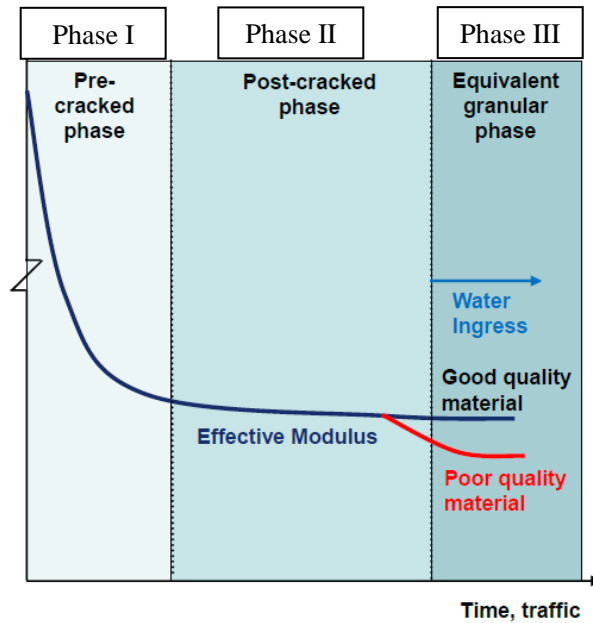 Phase I
Phase II
Phase III
Pre-
cracked
phase
Post-cracked
phase
Equivalent
granular
phase
Water
Ingress
Good quality
material
Effective Modulus
Poor quality
material
Time, traffic